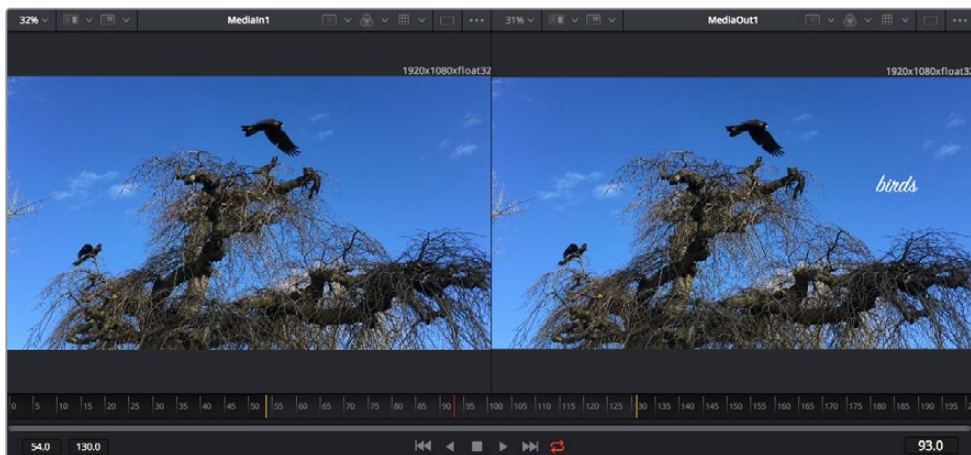 32% MediaIn1 31% MediaOut1
1920x1080xfloat32 1920x1080xfloat32
birds
0 5 10 15 20 25 30 35 40 45 50 55 60 65 70 75 80 85 90 95 100 105 110 115 120 125 30 135 140 145 150 155 160 165 170 175 180 185 190 195
54.0 130.0 93.0